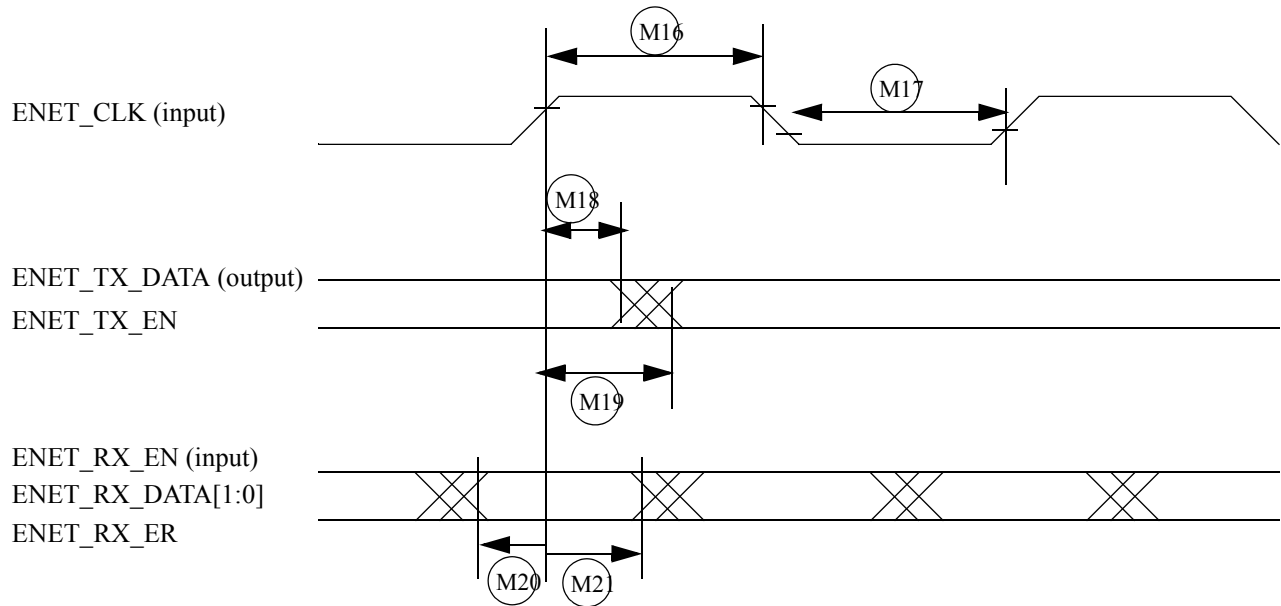 M16
M17
ENET_CLK (input)
M18
ENET_TX_DATA (output)
ENET_TX_EN
M19
ENET_RX_EN (input)
ENET_RX_DATA[1:0]
ENET_RX_ER
M20
M21